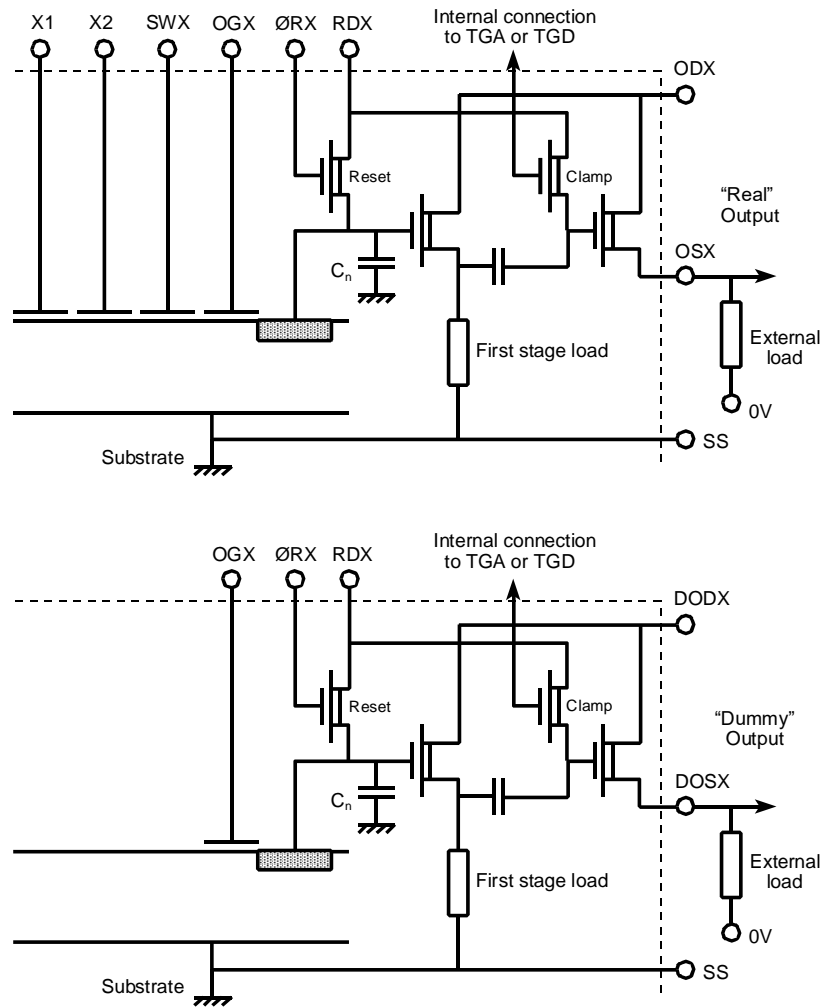 X1 X2 SWX OGX ØRX RDX
Internal connection
to TGA or TGD
ODX
Reset
Clamp
“Real”
Output
OSX
Cn
First stage load
External
load
0V
SS
Substrate
OGX ØRX RDX
Internal connection
to TGA or TGD
DODX
Reset
Clamp
“Dummy”
Output
DOSX
Cn
First stage load
External
load
0V
SS
Substrate